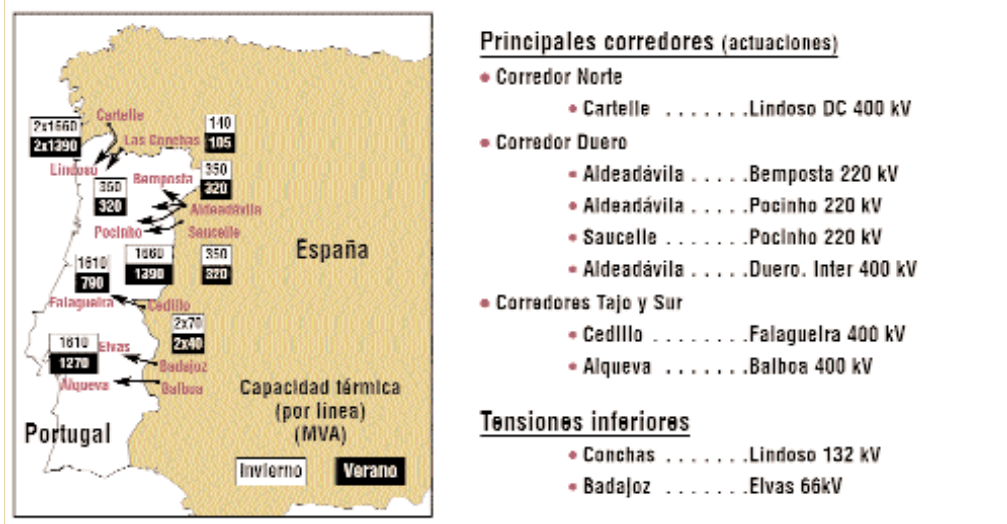 Cartelle
2x1660
2x1390
Las Conchas
140
105
Lindoso
350
320
Bemposta
350
320
Aldeadávila
Pocinho
Saucelle
España
1610
790
1660
1390
350
320
Falagueira
Cedillo
2x70
2x40
1610
1270
Elvas
Badajoz
Alqueva
Balboa
Capacidad térmica
(por linea)
(MVA)
Portugal
Invierno
Verano
Principales corredores (actuaciones)
• Corredor Norte
• Cartelle . . . . . . .Lindoso DC 400 kV
• Corredor Duero
• Aldeadávila . . . . .Bemposta 220 kV
• Aldeadávila . . . . .Pocinho 220 kV
• Saucelle . . . . . . .Pocinho 220 kV
• Aldeadávila . . . . .Duero. Inter 400 kV
• Corredores Tajo y Sur
• Cedillo . . . . . . . .Falagueira 400 kV
• Alqueva . . . . . . .Balboa 400 kV
Tensiones inferiores
• Conchas . . . . . . .Lindoso 132 kV
• Badajoz . . . . . . .Elvas 66kV